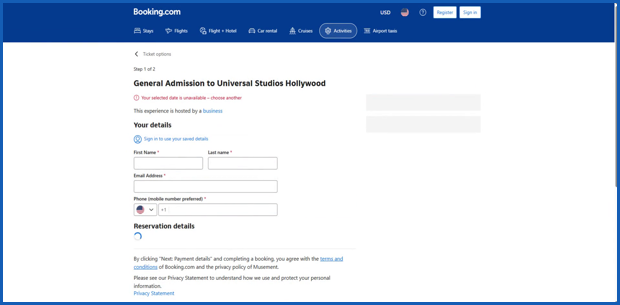 Booking.com
USD
Register
Sign in
Stays
Flights
Flight + Hotel
Car rental
Cruises
Activities
Airport taxis
Ticket options
Step 1 of 2
General Admission to Universal Studios Hollywood
Your selected date is unavailable – choose another
This experience is hosted by a business
Your details
Sign in to use your saved details
First Name *
Last name *
Email Address *
Phone (mobile number preferred) *
+1
Reservation details
By clicking "Next: Payment details" and completing a booking, you agree with the terms and
conditions of Booking.com and the privacy policy of Musement.
Please see our Privacy Statement to understand how we use and protect your personal
information.
Privacy Statement